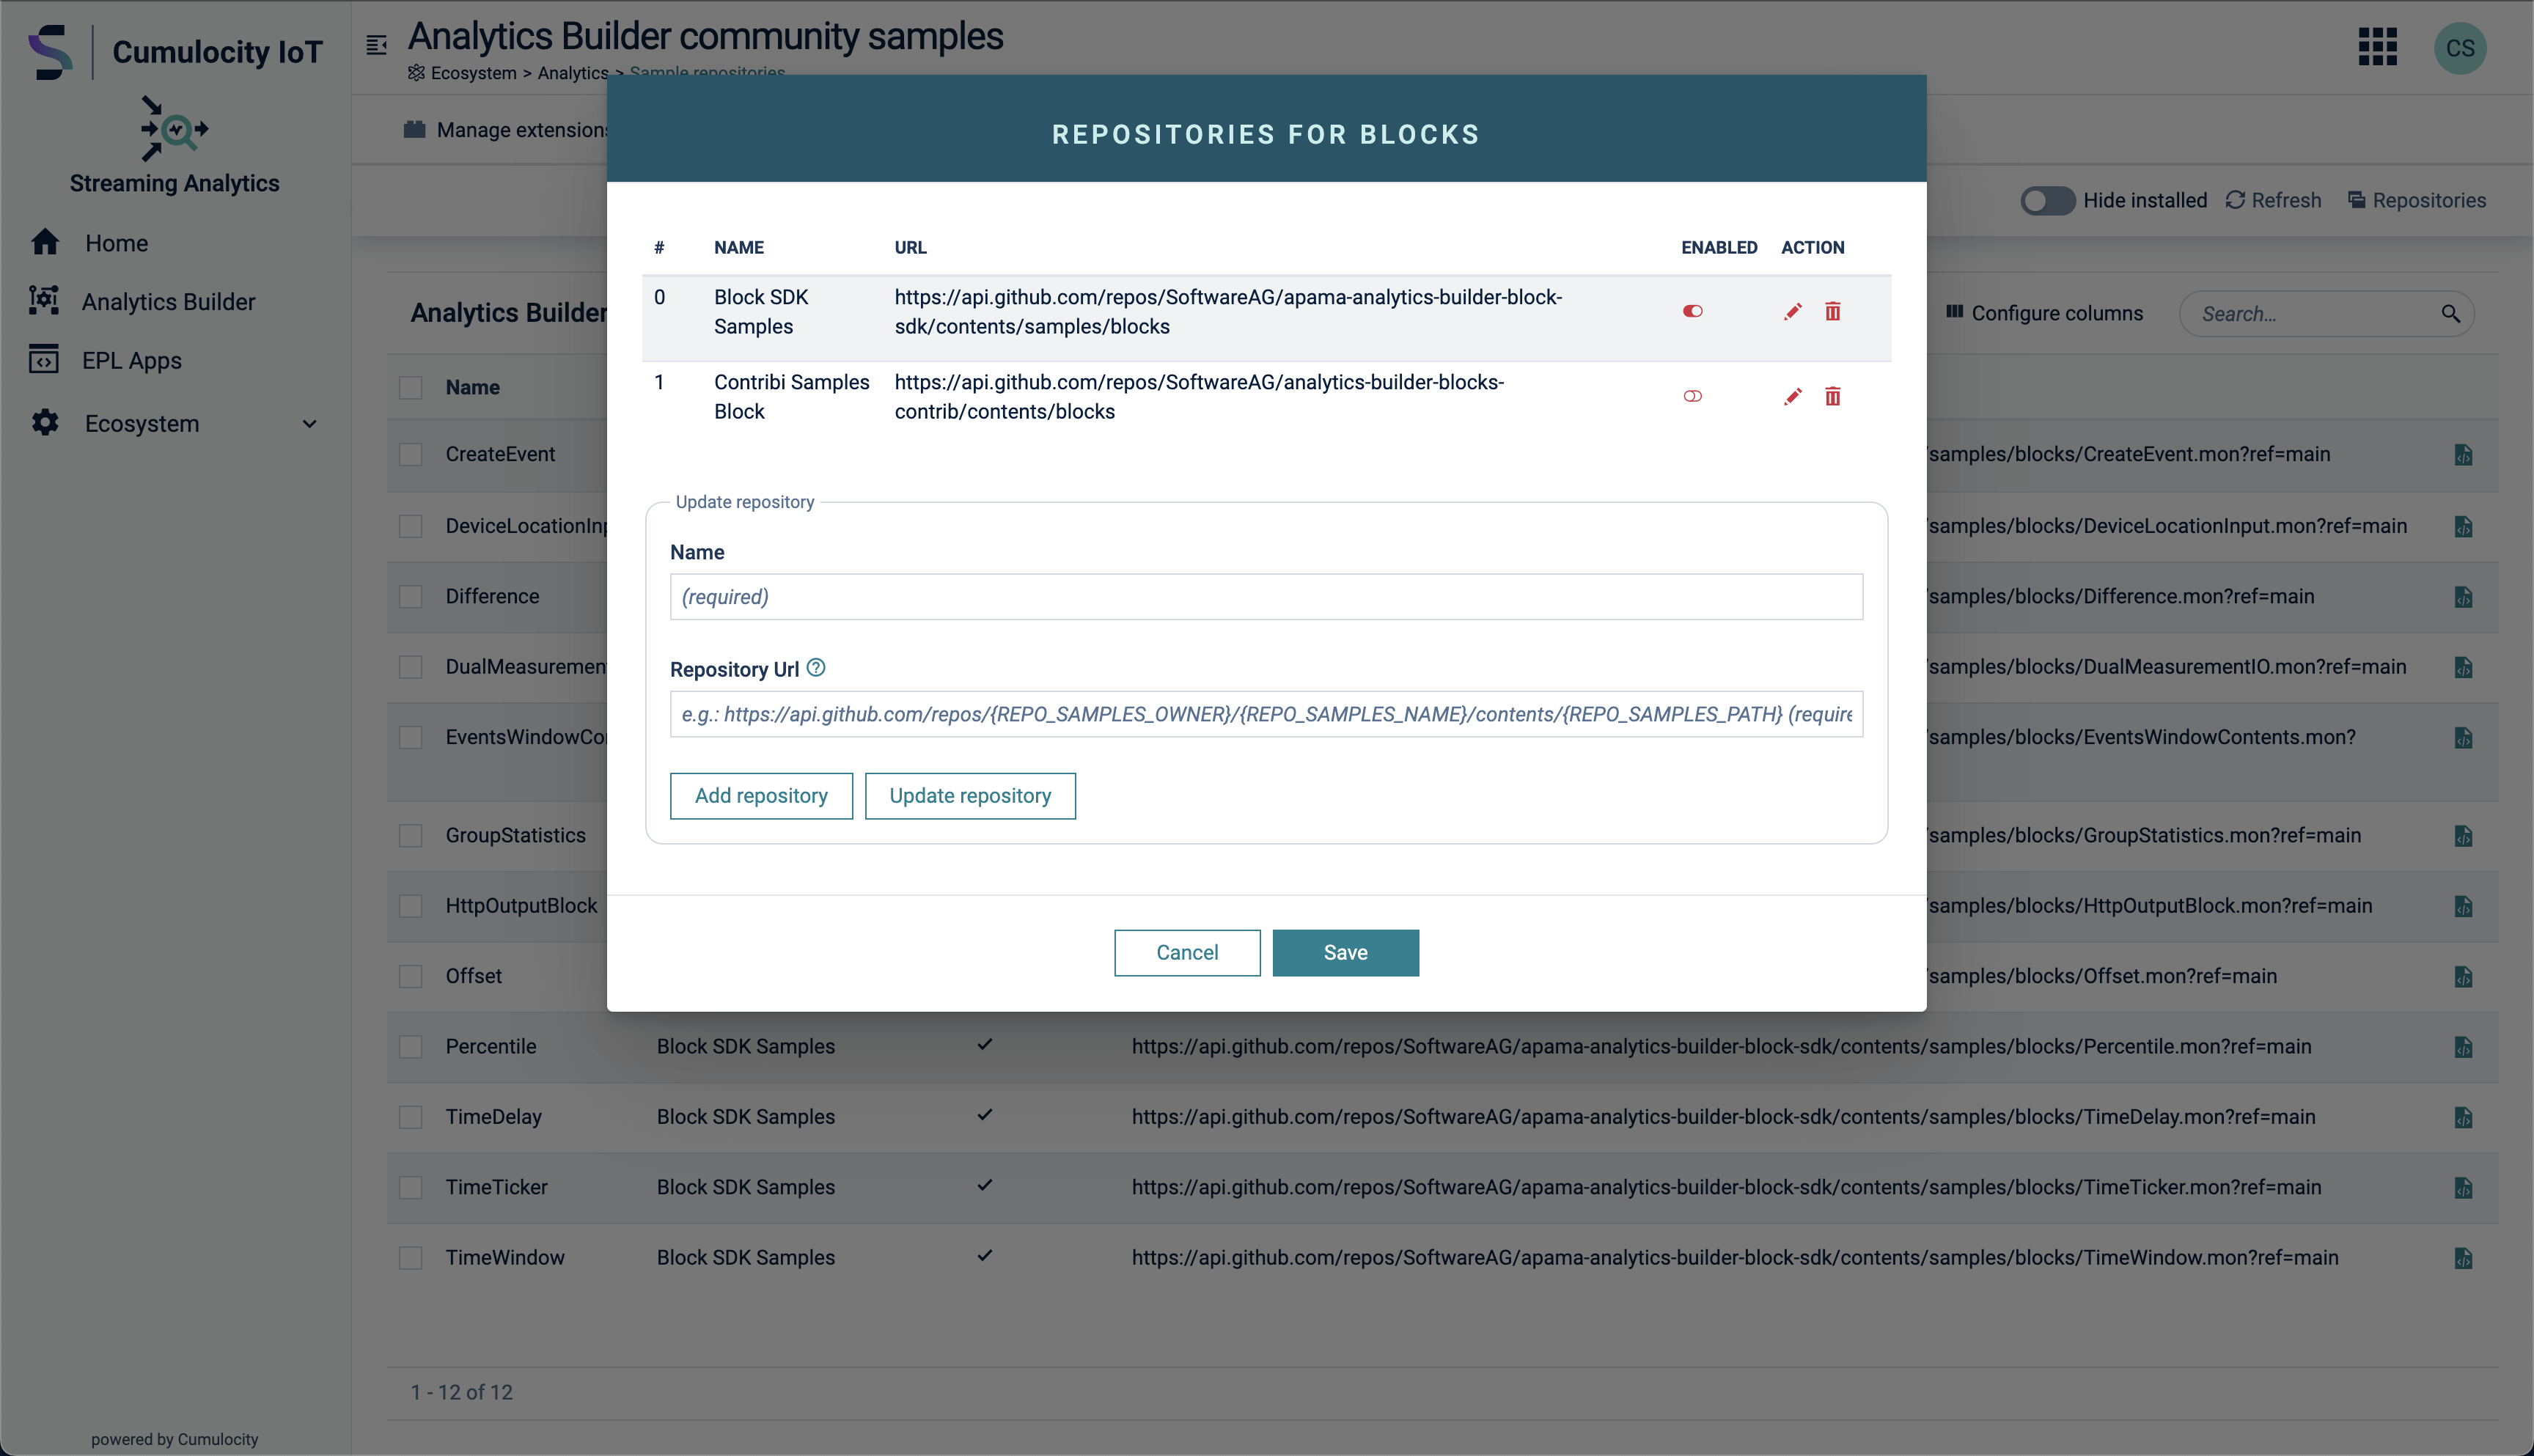 Cumulocity IoT
Streaming Analytics
Home
Analytics Builder
EPL Apps
Ecosystem
powered by Cumulocity
Analytics Builder community samples
Ecosystem > Analytics > Sample repositories
CS
Manage extensions
Hide installed
Refresh
Repositories
Analytics Builder
Configure columns
Search...
REPOSITORIES FOR BLOCKS
# NAME URL ENABLED ACTION
0 Block SDK Samples https://api.github.com/repos/SoftwareAG/apama-analytics-builder-block-sdk/contents/samples/blocks
1 Contribi Samples Block https://api.github.com/repos/SoftwareAG/analytics-builder-blocks-contrib/contents/blocks
Update repository
Name
(required)
Repository Url
e.g.: https://api.github.com/repos/{REPO_SAMPLES_OWNER}/{REPO_SAMPLES_NAME}/contents/{REPO_SAMPLES_PATH} (require
Add repository
Update repository
Cancel
Save
Name
CreateEvent /samples/blocks/CreateEvent.mon?ref=main
DeviceLocationInp /samples/blocks/DeviceLocationInput.mon?ref=main
Difference /samples/blocks/Difference.mon?ref=main
DualMeasuremen /samples/blocks/DualMeasurementIO.mon?ref=main
EventsWindowCo /samples/blocks/EventsWindowContents.mon?
GroupStatistics /samples/blocks/GroupStatistics.mon?ref=main
HttpOutputBlock /samples/blocks/HttpOutputBlock.mon?ref=main
Offset /samples/blocks/Offset.mon?ref=main
Percentile Block SDK Samples https://api.github.com/repos/SoftwareAG/apama-analytics-builder-block-sdk/contents/samples/blocks/Percentile.mon?ref=main
TimeDelay Block SDK Samples https://api.github.com/repos/SoftwareAG/apama-analytics-builder-block-sdk/contents/samples/blocks/TimeDelay.mon?ref=main
TimeTicker Block SDK Samples https://api.github.com/repos/SoftwareAG/apama-analytics-builder-block-sdk/contents/samples/blocks/TimeTicker.mon?ref=main
TimeWindow Block SDK Samples https://api.github.com/repos/SoftwareAG/apama-analytics-builder-block-sdk/contents/samples/blocks/TimeWindow.mon?ref=main
1 - 12 of 12